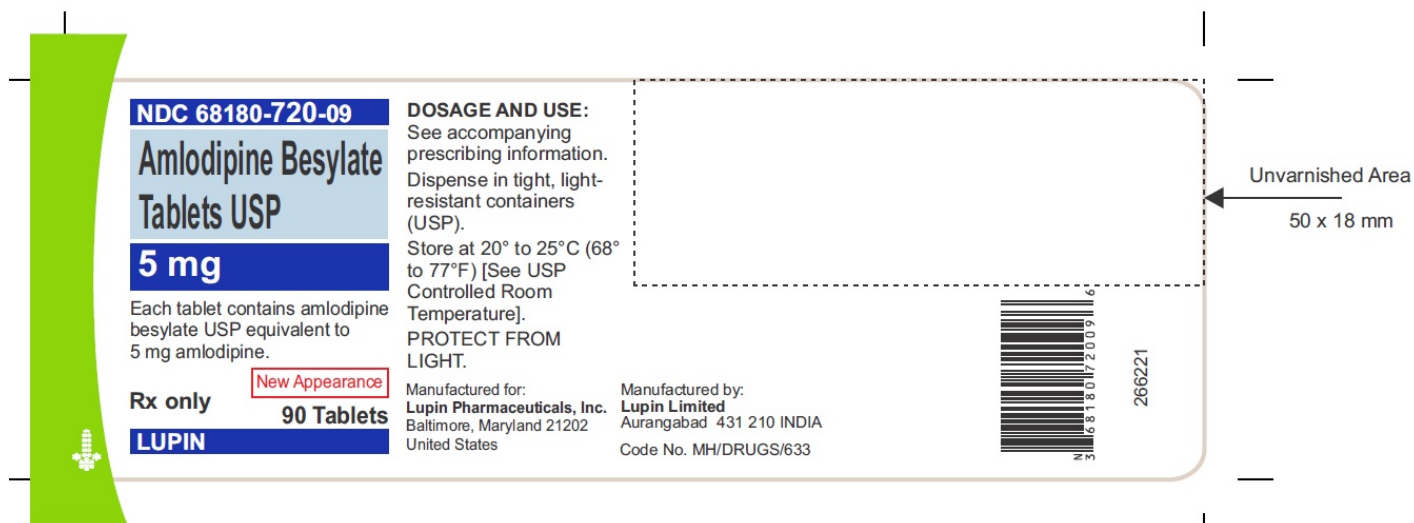 NDC 68180-720-09
Amlodipine Besylate
Tablets USP
5 mg
Each tablet contains amlodipine
besylate USP equivalent to
5 mg amlodipine.
New Appearance
Rx only
90 Tablets
LUPIN
DOSAGE AND USE:
See accompanying
prescribing information.
Dispense in tight, light-
resistant containers
(USP).
Store at 20° to 25°C (68°
to 77°F) [See USP
Controlled Room
Temperature].
PROTECT FROM
LIGHT.
Manufactured for:
Lupin Pharmaceuticals, Inc.
Baltimore, Maryland 21202
United States
Manufactured by:
Lupin Limited
Aurangabad 431 210 INDIA
Code No. MH/DRUGS/633
N
3 68180 72009 6
266221
Unvarnished Area
50 x 18 mm